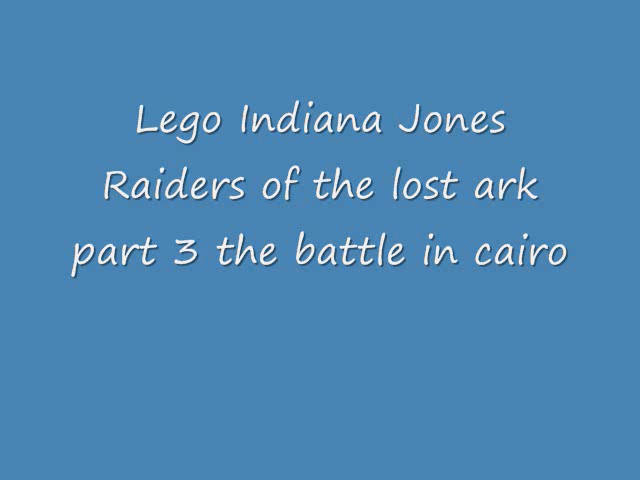 Lego Indiana Jones
Raiders of the lost ark
part 3 the battle in cairo